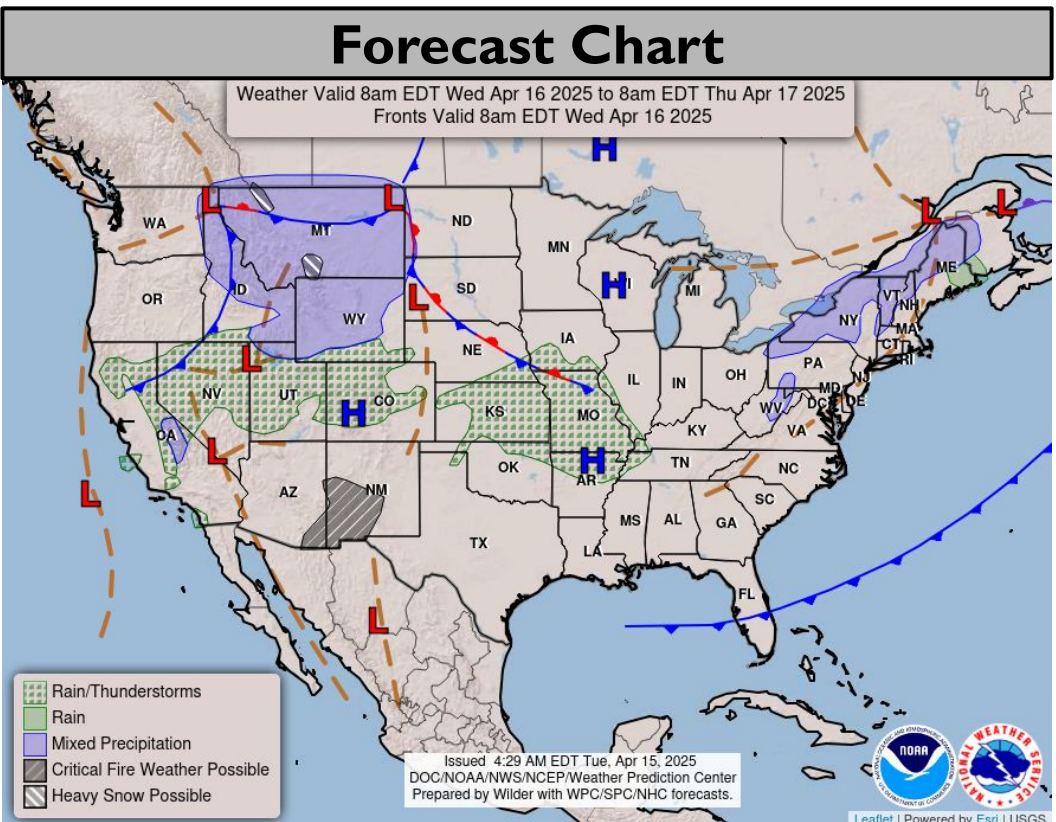 Forecast Chart
Weather Valid 8am EDT Wed Apr 16 2025 to 8am EDT Thu Apr 17 2025
Fronts Valid 8am EDT Wed Apr 16 2025
H
L
L
L
L
WA
MT
ND
MN
ME
OR
ID
SD
L
H
WI
MI
VT
NH
WY
NY
MA
CT
RI
NE
IA
L
PA
NJ
NV
UT
CO
H
IL
IN
OH
MD
DE
DC
KS
MO
WV
VA
CA
KY
L
H
OK
AR
TN
NC
L
AZ
NM
SC
MS
AL
GA
TX
LA
FL
L
Rain/Thunderstorms
Rain
Mixed Precipitation
Critical Fire Weather Possible
Heavy Snow Possible
Issued 4:29 AM EDT Tue, Apr 15, 2025
DOC/NOAA/NWS/NCEP/Weather Prediction Center
Prepared by Wilder with WPC/SPC/NHC forecasts.
NOAA
NATIONAL WEATHER SERVICE
Leaflet | Powered by Esri | USGS